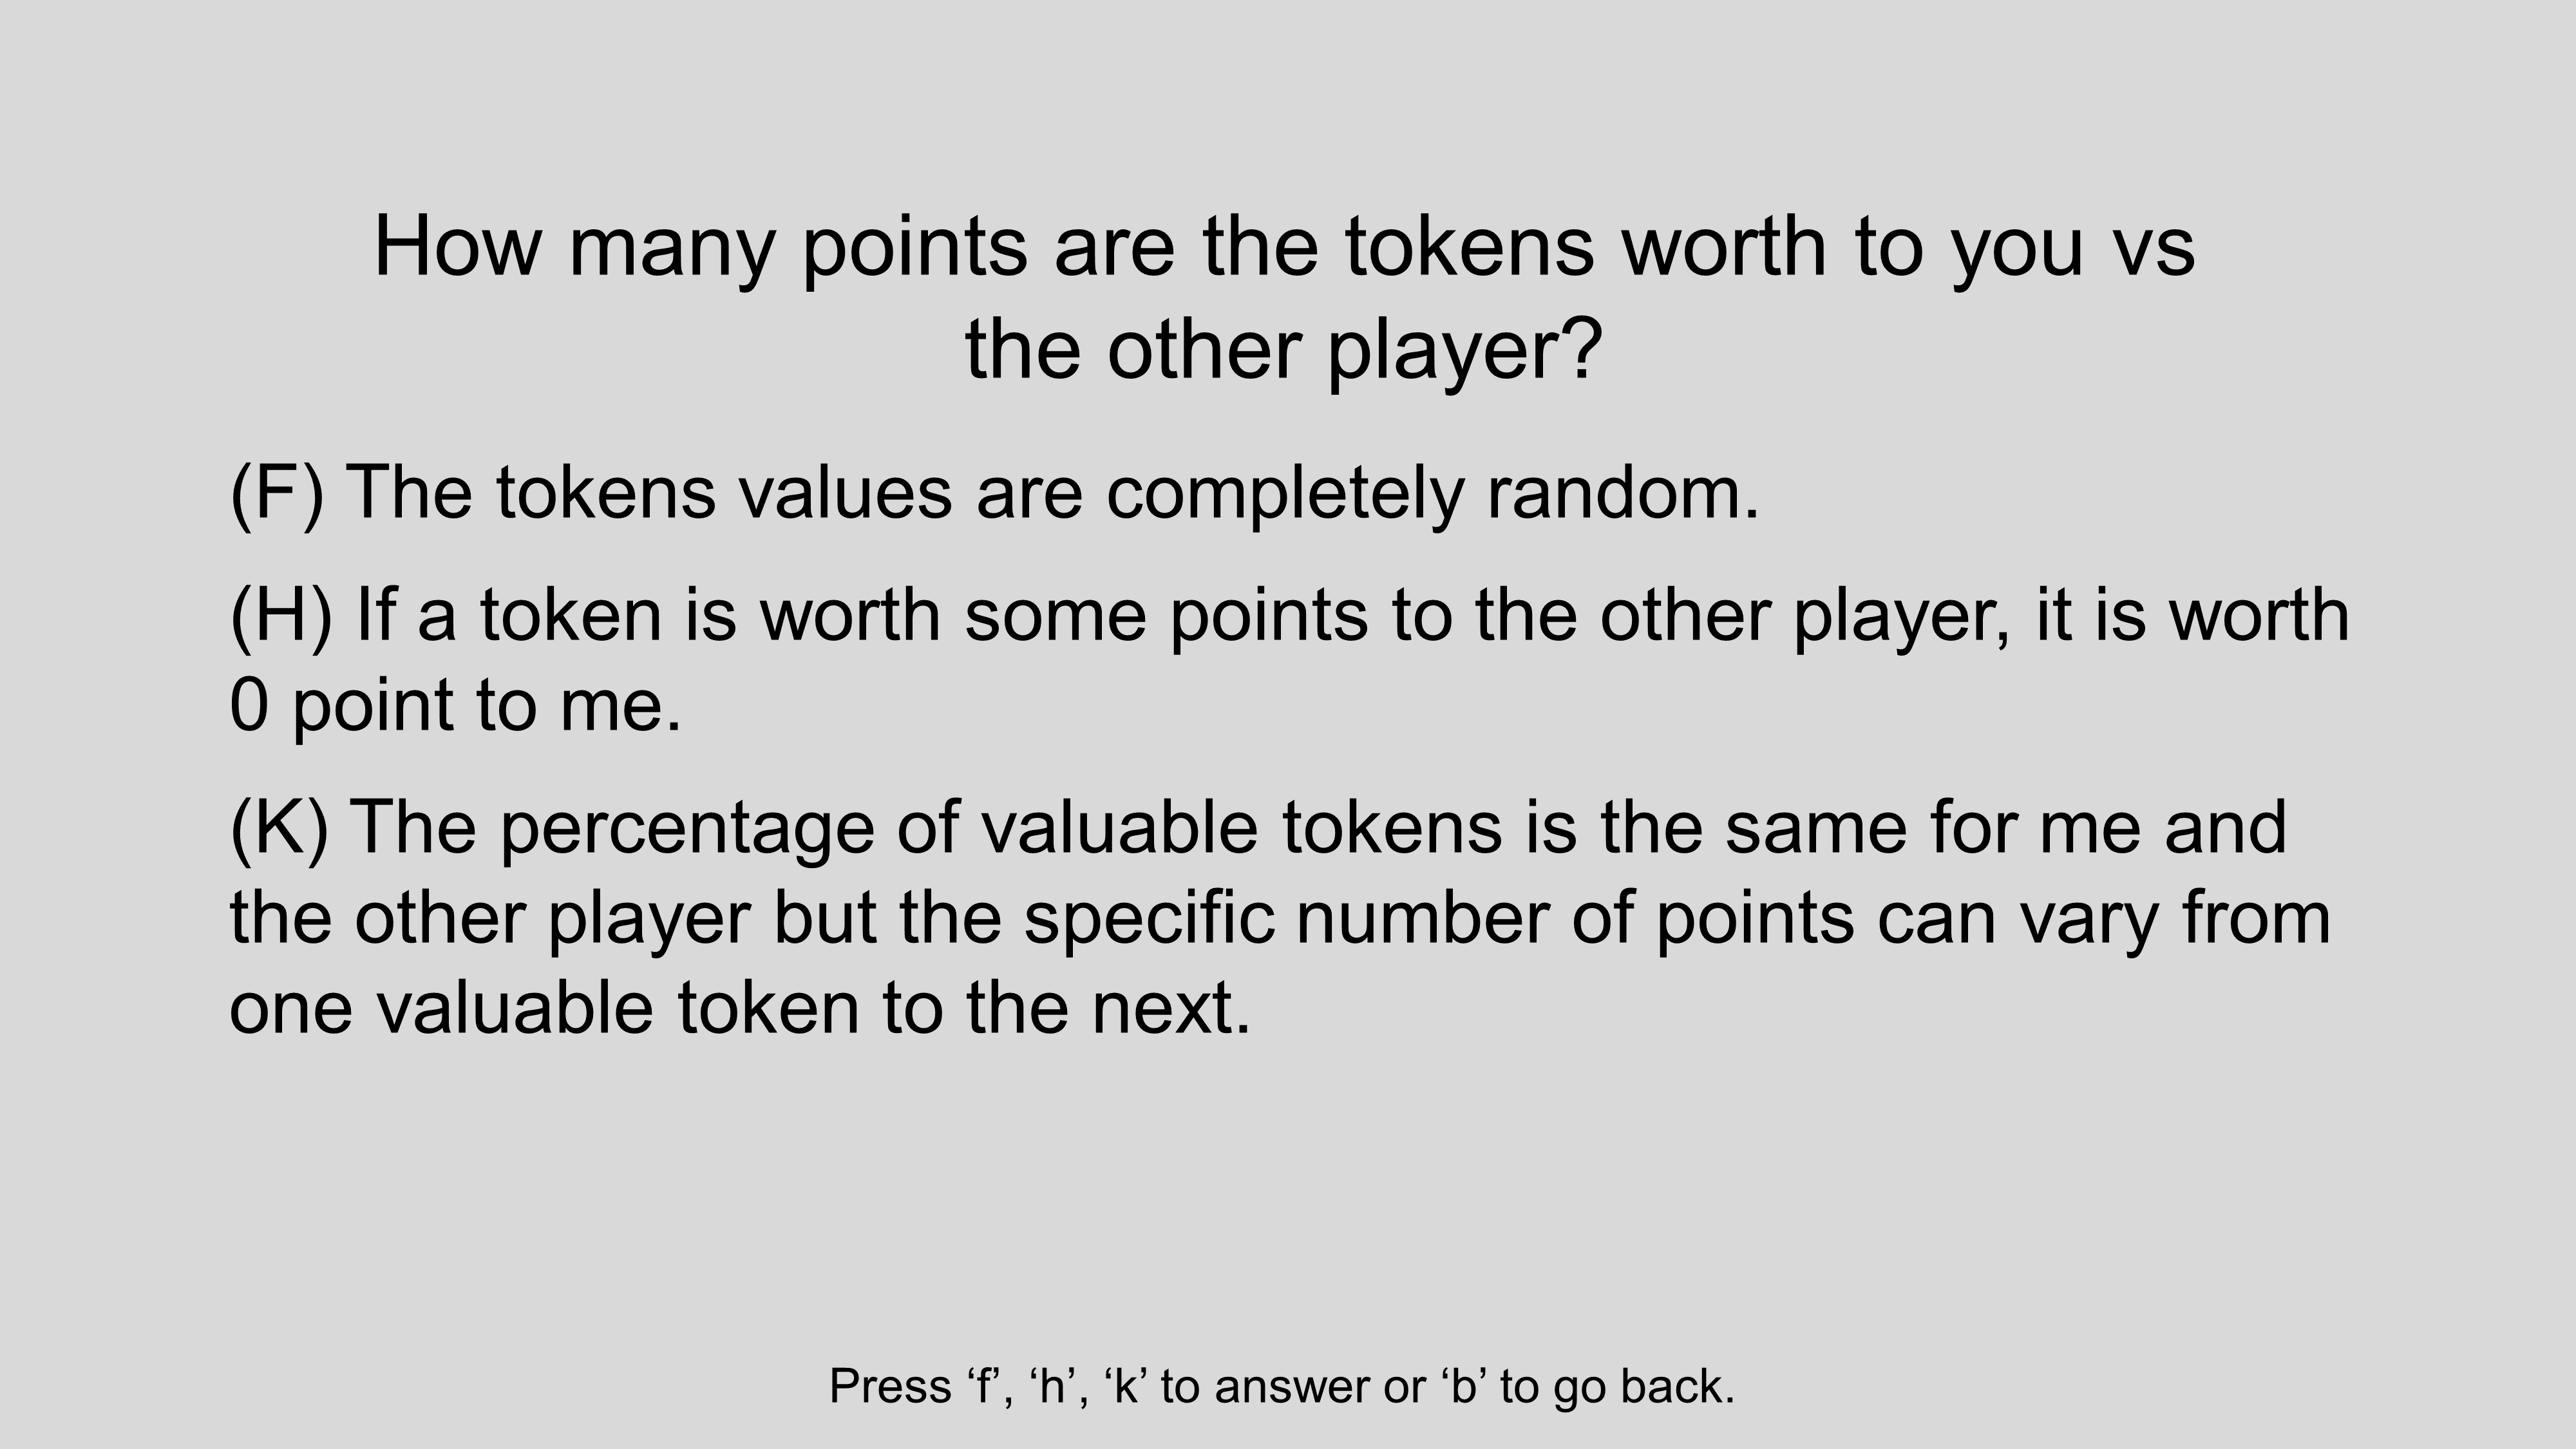 How many points are the tokens worth to you vs
the other player?
(F) The tokens values are completely random.
(H) If a token is worth some points to the other player, it is worth
0 point to me.
(K) The percentage of valuable tokens is the same for me and
the other player but the specific number of points can vary from
one valuable token to the next.
Press ‘f’, ‘h’, ‘k’ to answer or ‘b’ to go back.